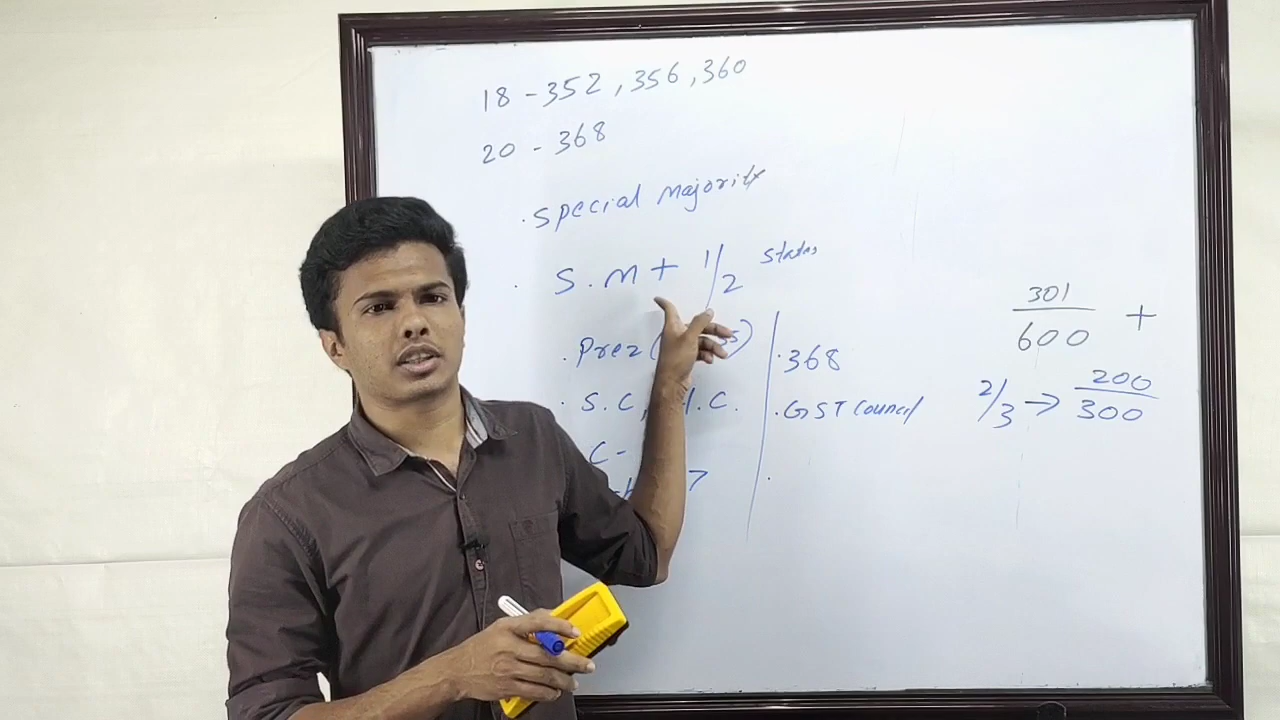 18 - 352, 356, 360
20 - 368
. Special Majority
. S.M + 1/2 States
. Prez (
. S.C, H.C.
C-
7
. 368
. GST Council
.
301/600 +
2/3 → 200/300